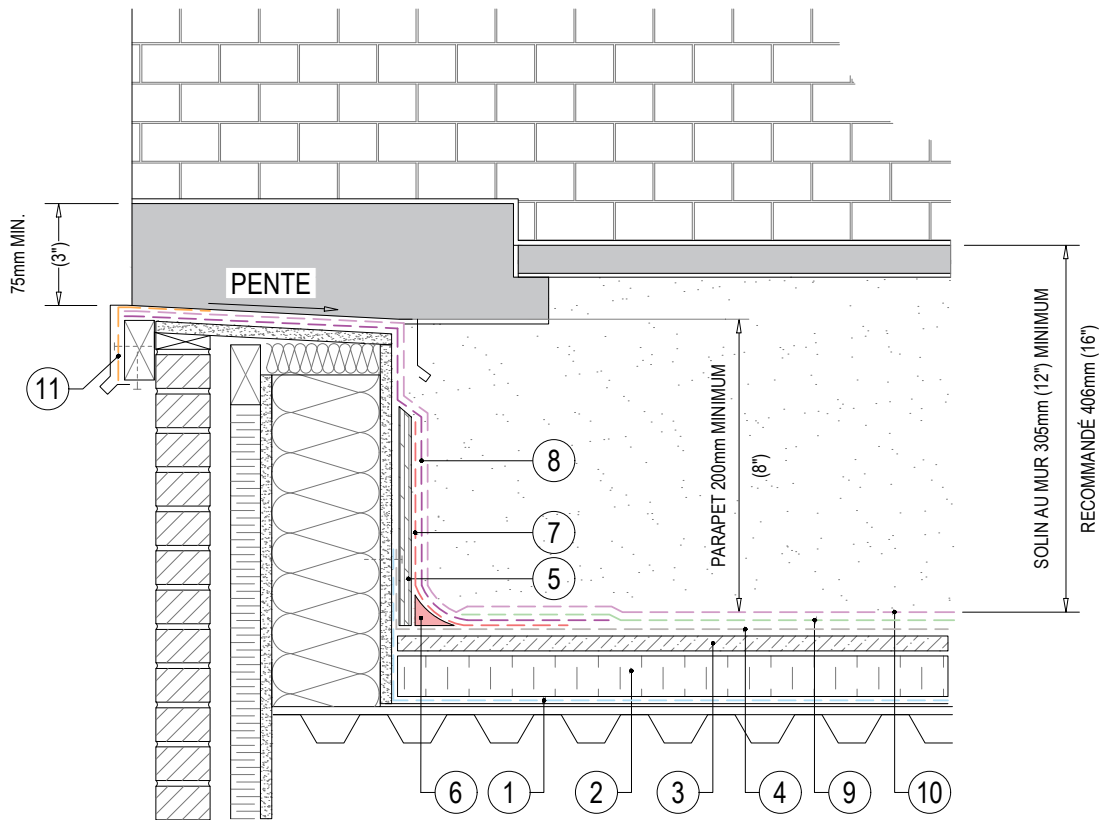 75mm MIN.
(3")
PENTE
11
8
7
5
PARAPET 200mm MINIMUM
(8")
SOLIN AU MUR 305mm (12") MINIMUM
RECOMMANDÉ 406mm (16")
6
1
2
3
4
9
10